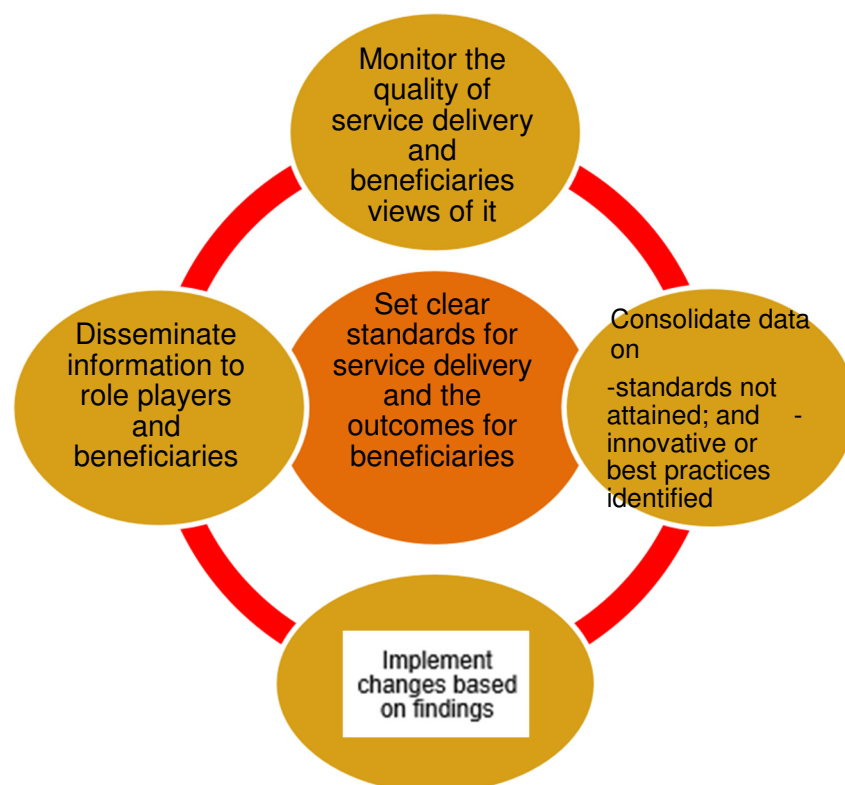 Monitor the
quality of
service delivery
and
beneficiaries
views of it
Disseminate
information to
role players
and
beneficiaries
Set clear
standards for
service delivery
and the
outcomes for
beneficiaries
Consolidate data
on
-standards not
attained; and -
innovative or
best practices
identified
Implement
changes based
on findings